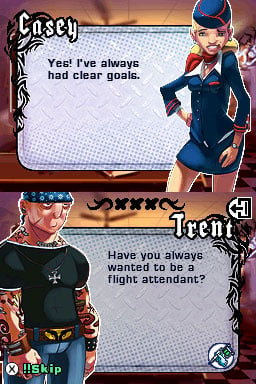 Casey
Yes! I've always
had clear goals.
Trent
Have you always
wanted to be a
flight attendant?
X !!Skip